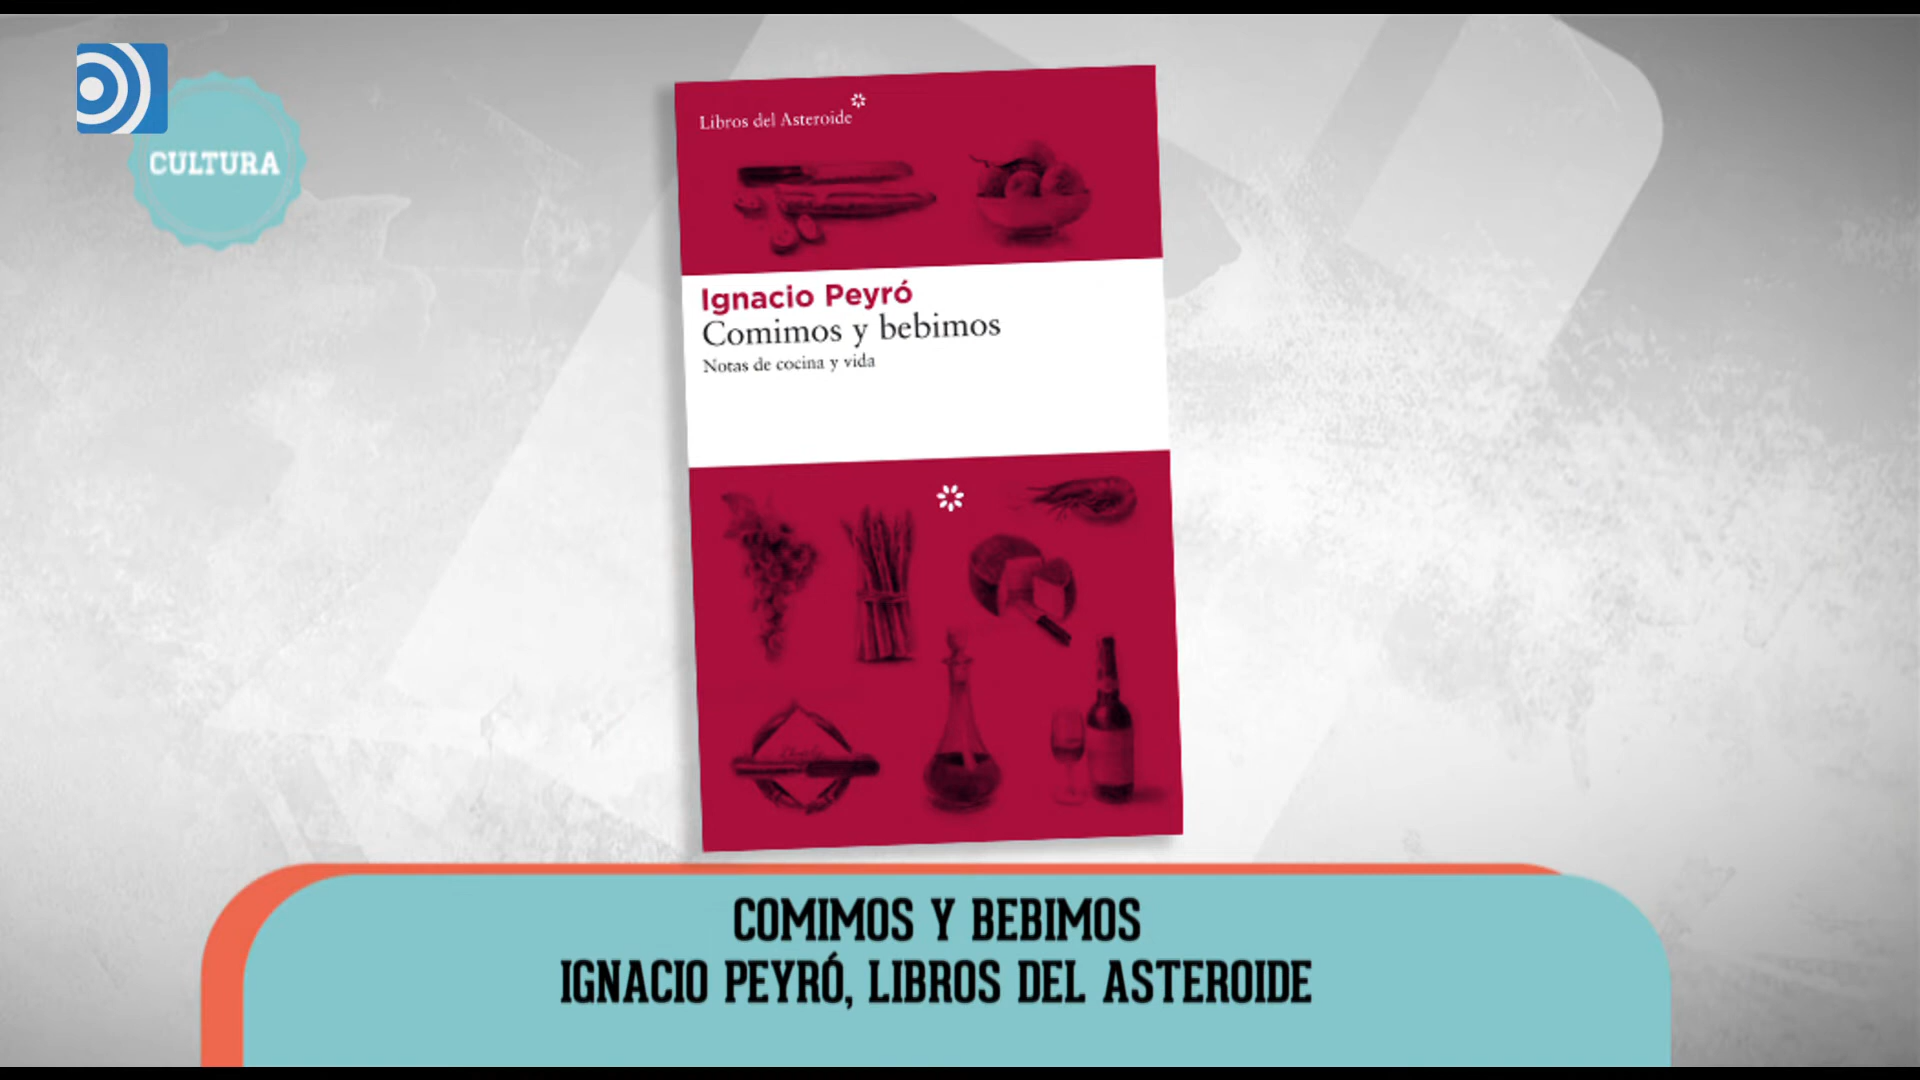 CULTURA
Libros del Asteroide
Ignacio Peyró
Comimos y bebimos
Notas de cocina y vida
COMIMOS Y BEBIMOS
IGNACIO PEYRÓ, LIBROS DEL ASTEROIDE